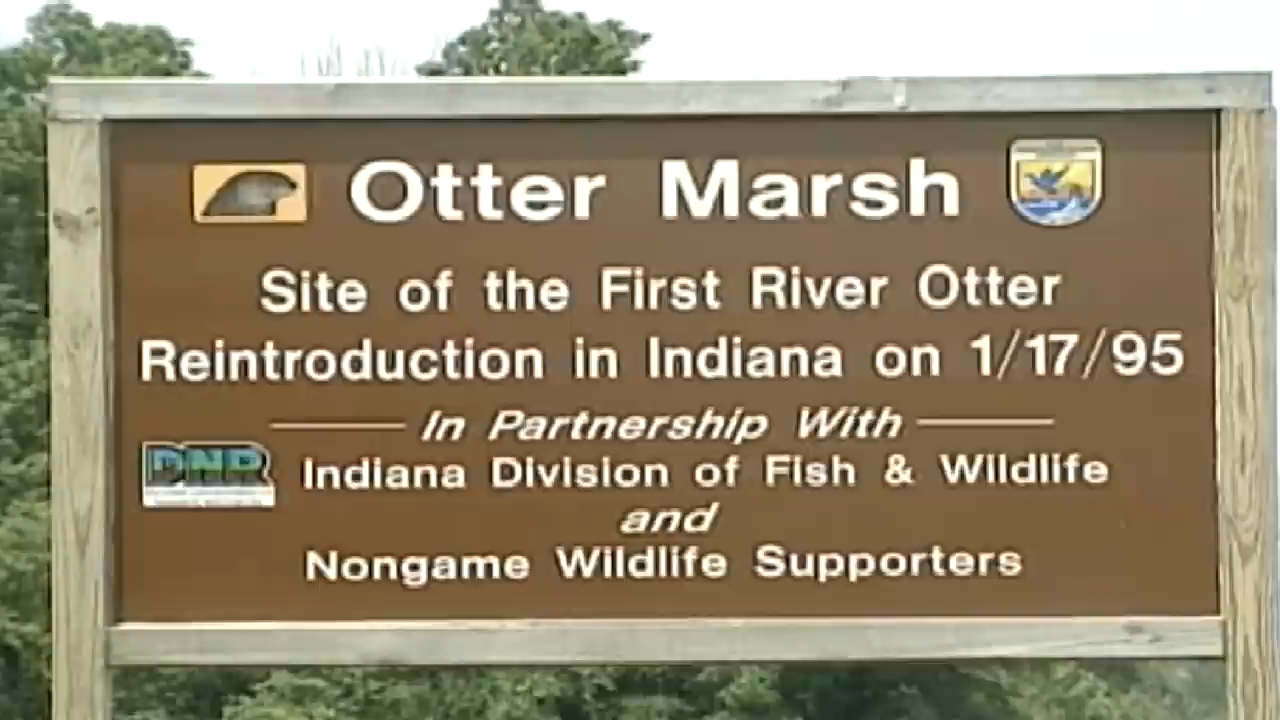 Otter Marsh
Site of the First River Otter
Reintroduction in Indiana on 1/17/95
In Partnership With
DNR
Indiana Division of Fish & Wildlife
and
Nongame Wildlife Supporters